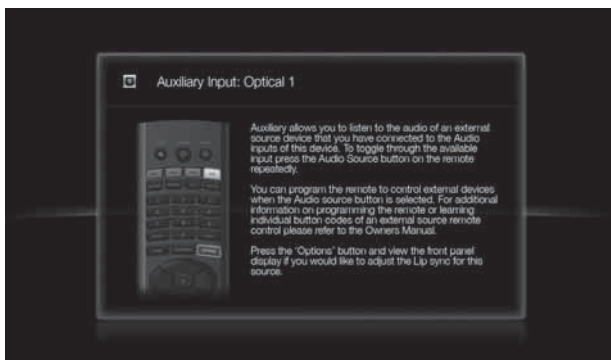 Auxiliary Input: Optical 1
Auxiliary allows you to listen to the audio of an external
source device that you have connected to the Audio
inputs of this device. To toggle through the available
input press the Audio Source button on the remote
repeatedly.
You can program the remote to control external devices
when the Audio source button is selected. For additional
information on programming the remote or learning
individual button codes of an external source remote
control please refer to the Owners Manual.
Press the 'Options' button and view the front panel
display if you would like to adjust the Lip sync for this
source.